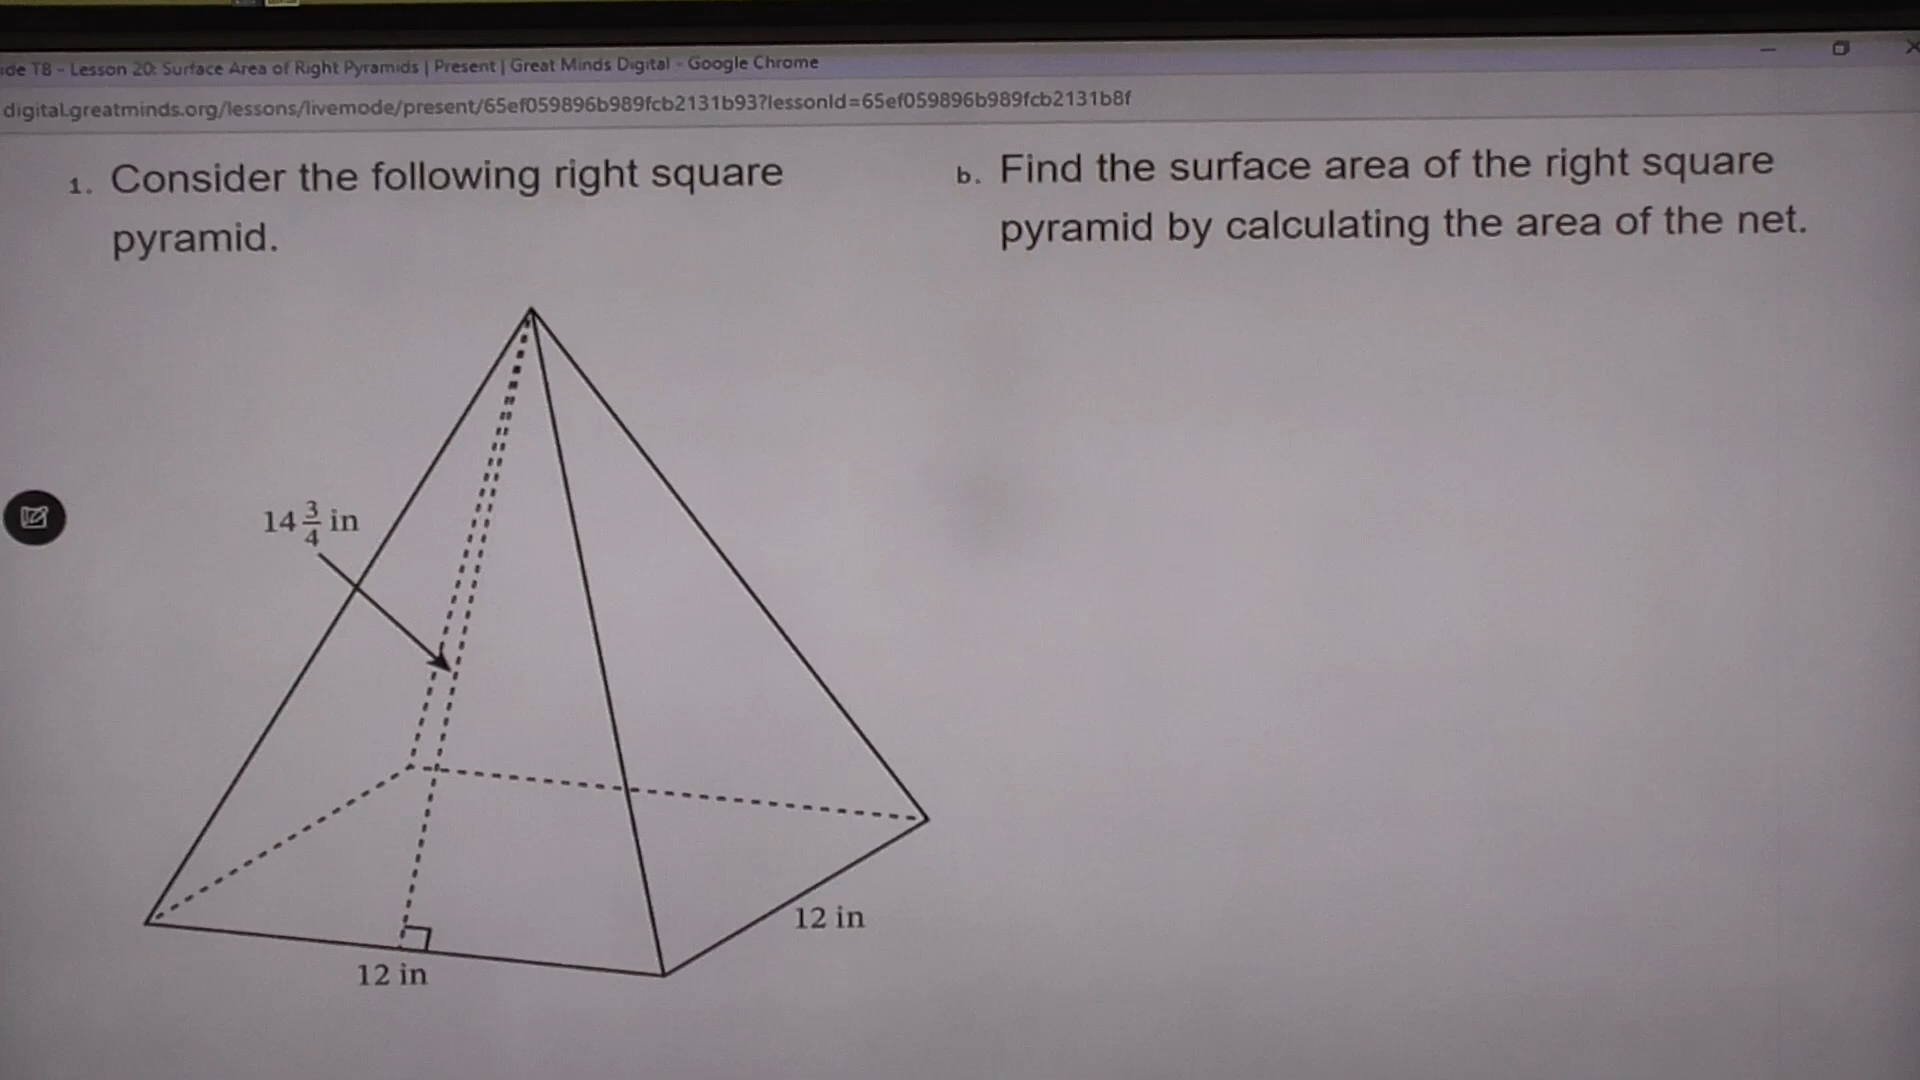 ide T8 - Lesson 20: Surface Area of Right Pyramids | Present | Great Minds Digital - Google Chrome
digital.greatminds.org/lessons/livemode/present/65ef059896b989fcb2131b93?lessonId=65ef059896b989fcb2131b8f
1. Consider the following right square
pyramid.
14 3/4 in
12 in
12 in
b. Find the surface area of the right square
pyramid by calculating the area of the net.